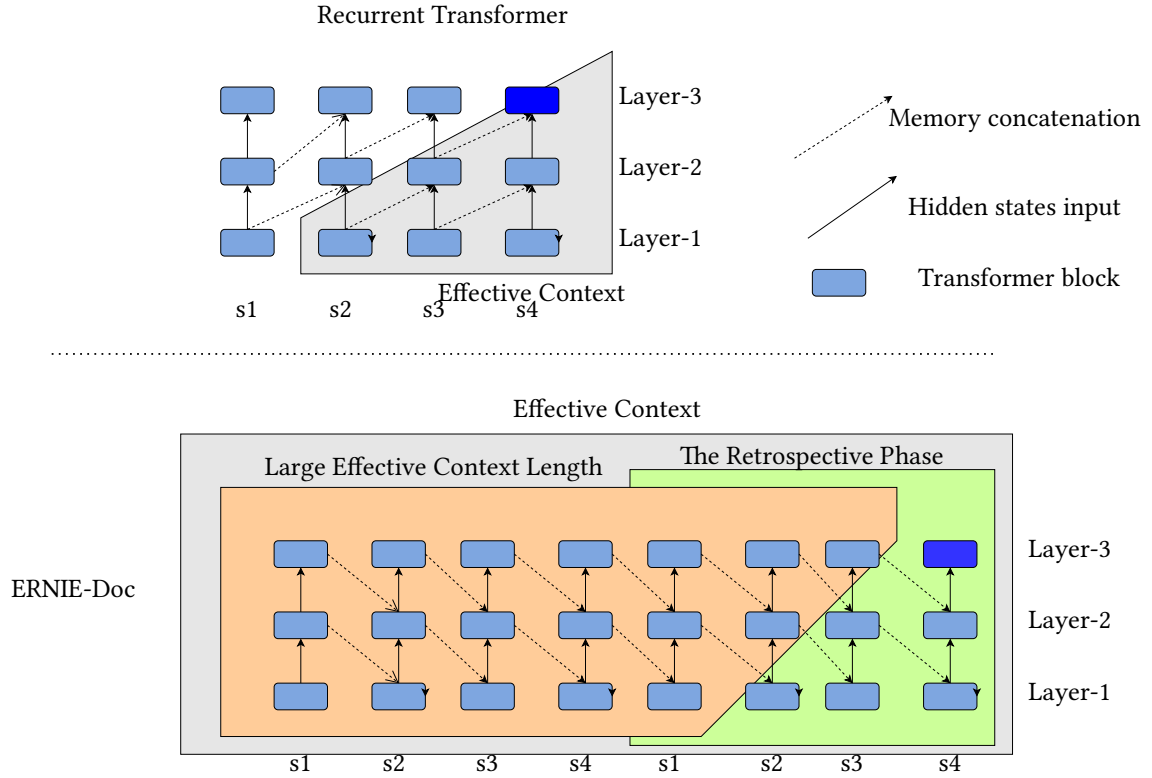 Recurrent Transformer
Layer-3
Memory concatenation
Layer-2
Hidden states input
Layer-1
Transformer block
Effective Context
s1 s2 s3 s4
Effective Context
Large Effective Context Length
The Retrospective Phase
Layer-3
ERNIE-Doc
Layer-2
Layer-1
s1 s2 s3 s4 s1 s2 s3 s4